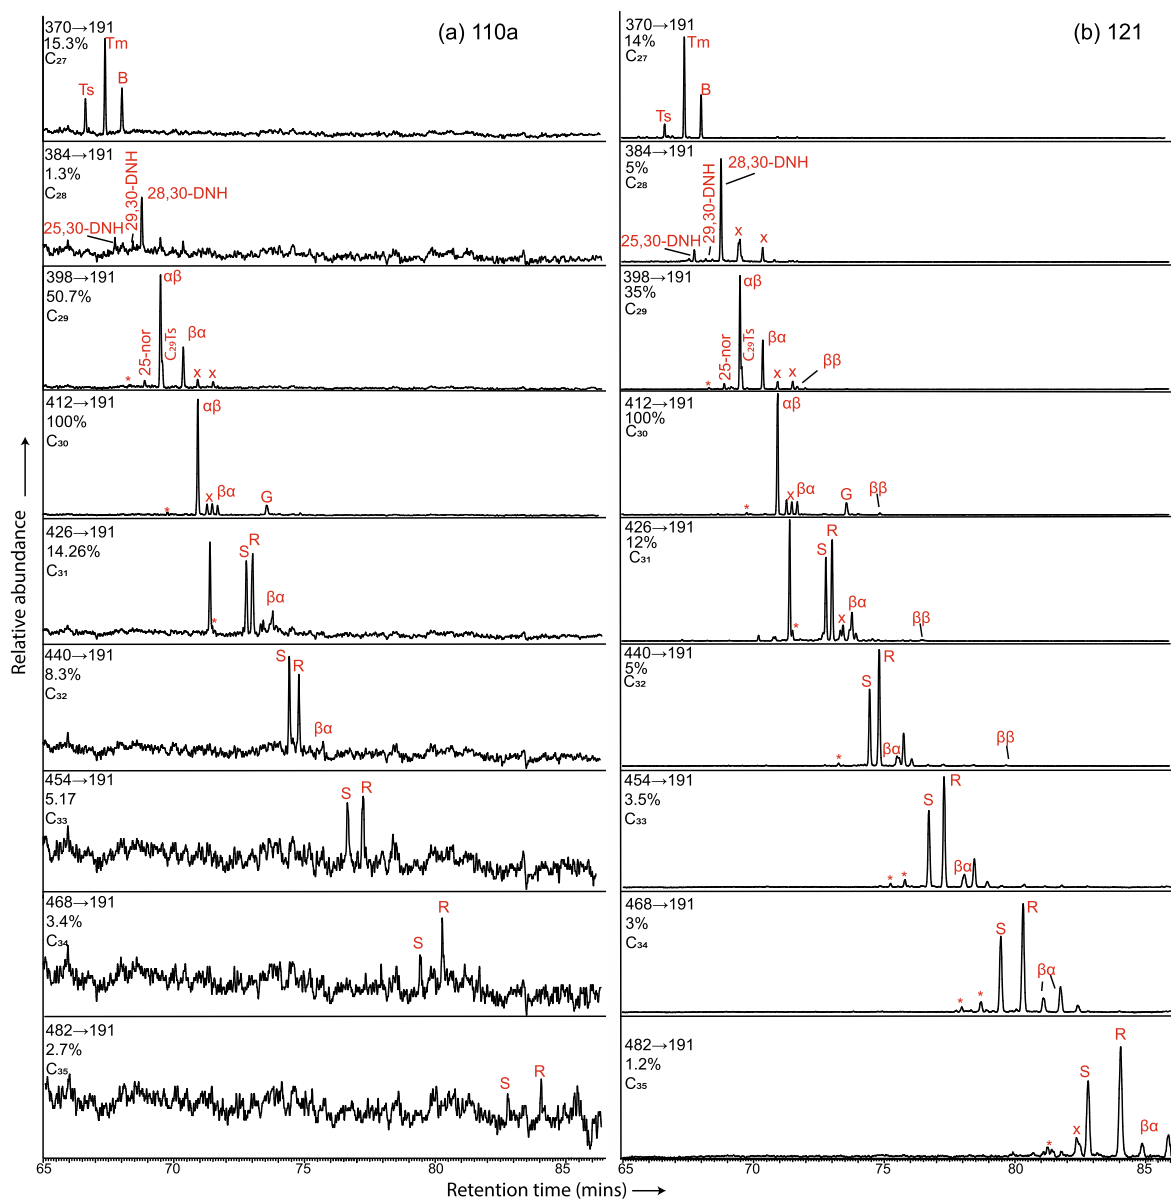 (a) 110a
370→191
15.3%
C₂₇
Ts
Tm
B
384→191
1.3%
C₂₈
25,30-DNH
29,30-DNH
28,30-DNH
398→191
50.7%
C₂₉
*
25-nor
αβ
C₂₉Ts
βα
x
x
412→191
100%
C₃₀
*
αβ
x
βα
G
426→191
14.26%
C₃₁
*
S
R
βα
440→191
8.3%
C₃₂
S
R
βα
454→191
5.17
C₃₃
S
R
468→191
3.4%
C₃₄
S
R
482→191
2.7%
C₃₅
S
R
65
70
75
80
85
(b) 121
370→191
14%
C₂₇
Ts
Tm
B
384→191
5%
C₂₈
25,30-DNH
29,30-DNH
28,30-DNH
x
x
398→191
35%
C₂₉
*
25-nor
αβ
C₂₉Ts
βα
x
x
ββ
412→191
100%
C₃₀
*
αβ
x
βα
G
ββ
426→191
12%
C₃₁
*
S
R
x
βα
ββ
440→191
5%
C₃₂
*
S
R
βα
ββ
454→191
3.5%
C₃₃
*
*
S
R
βα
468→191
3%
C₃₄
*
*
S
R
βα
482→191
1.2%
C₃₅
*
x
S
R
βα
65
70
75
80
85
Relative abundance →
Retention time (mins) →